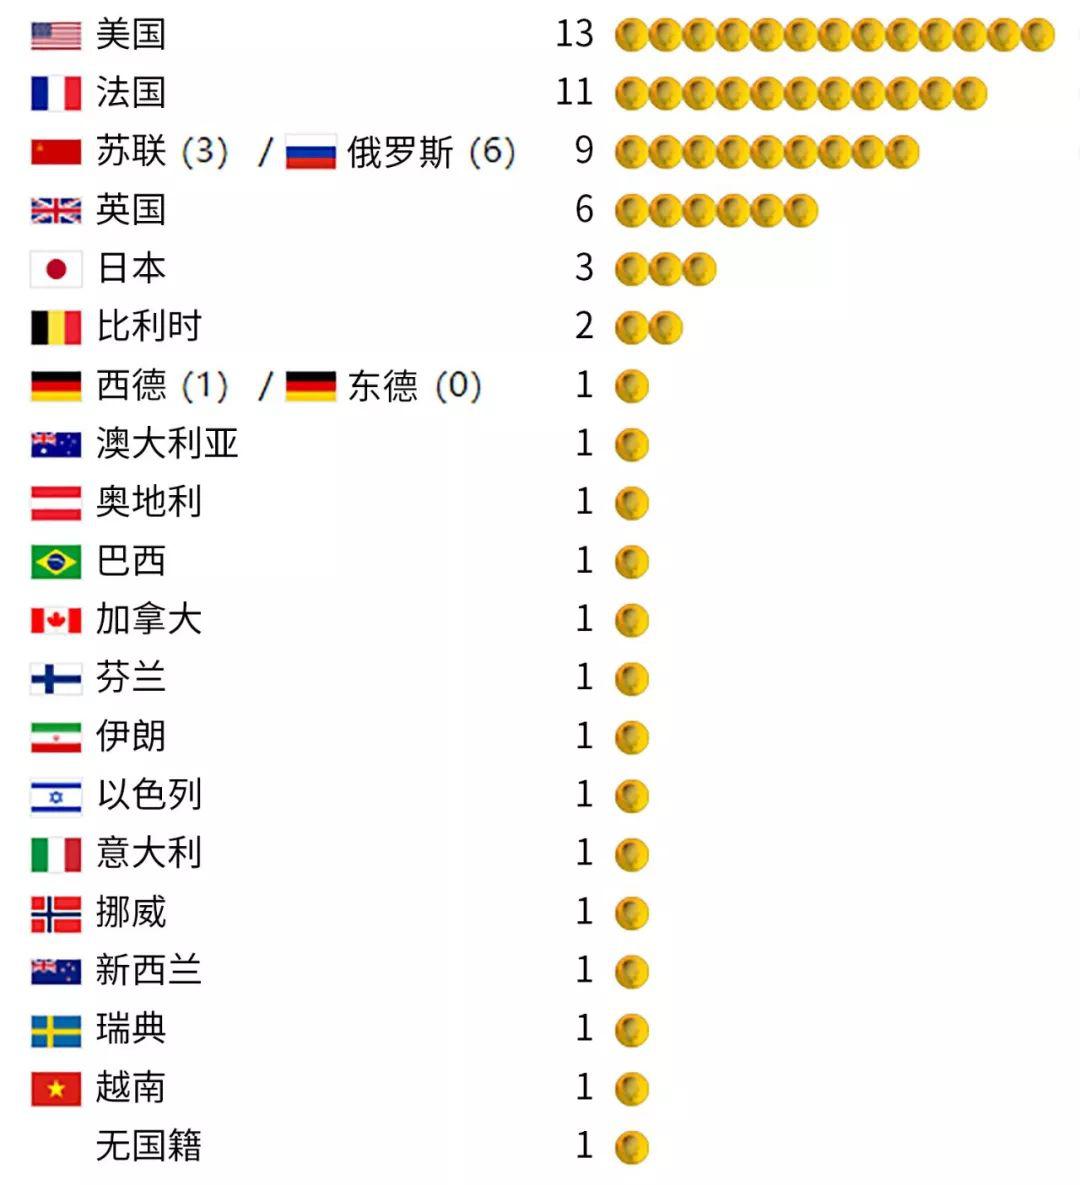 美国 13
法国 11
苏联 (3) / 俄罗斯 (6) 9
英国 6
日本 3
比利时 2
西德 (1) / 东德 (0) 1
澳大利亚 1
奥地利 1
巴西 1
加拿大 1
芬兰 1
伊朗 1
以色列 1
意大利 1
挪威 1
新西兰 1
瑞典 1
越南 1
无国籍 1